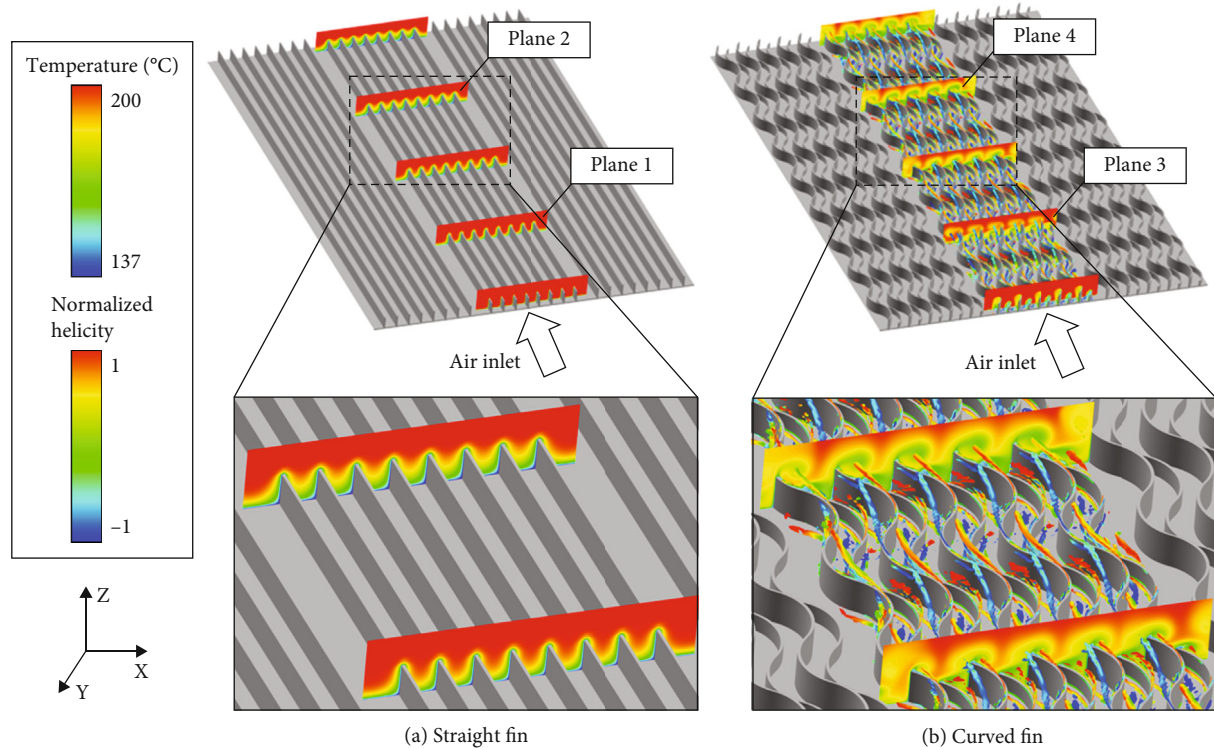 Temperature (°C)
200
137
Normalized
helicity
1
–1
Z
X
Y
Plane 2
Plane 1
Air inlet
(a) Straight fin
Plane 4
Plane 3
Air inlet
(b) Curved fin